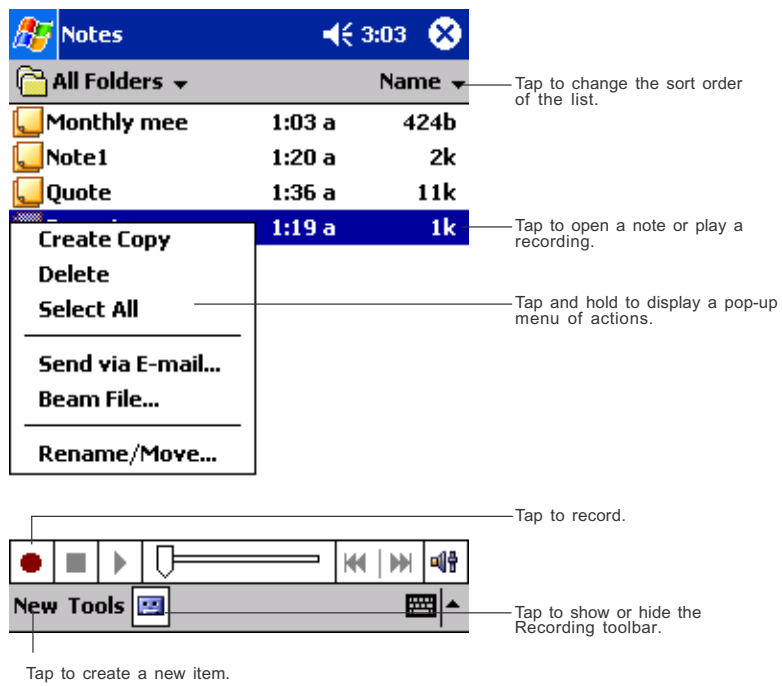 Notes 3:03
All Folders Name
Tap to change the sort order
of the list.
Monthly mee 1:03 a 424b
Note1 1:20 a 2k
Quote 1:36 a 11k
1:19 a 1k
Tap to open a note or play a
recording.
Create Copy
Delete
Select All
Tap and hold to display a pop-up
menu of actions.
Send via E-mail...
Beam File...
Rename/Move...
Tap to record.
New Tools
Tap to show or hide the
Recording toolbar.
Tap to create a new item.